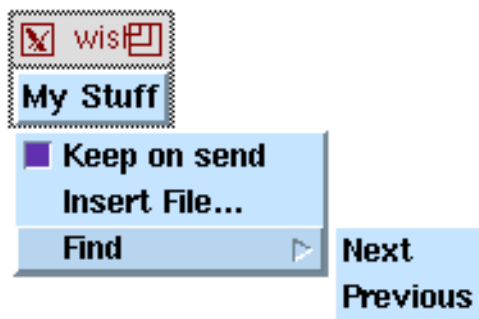 wish
My Stuff
Keep on send
Insert File...
Find
Next
Previous